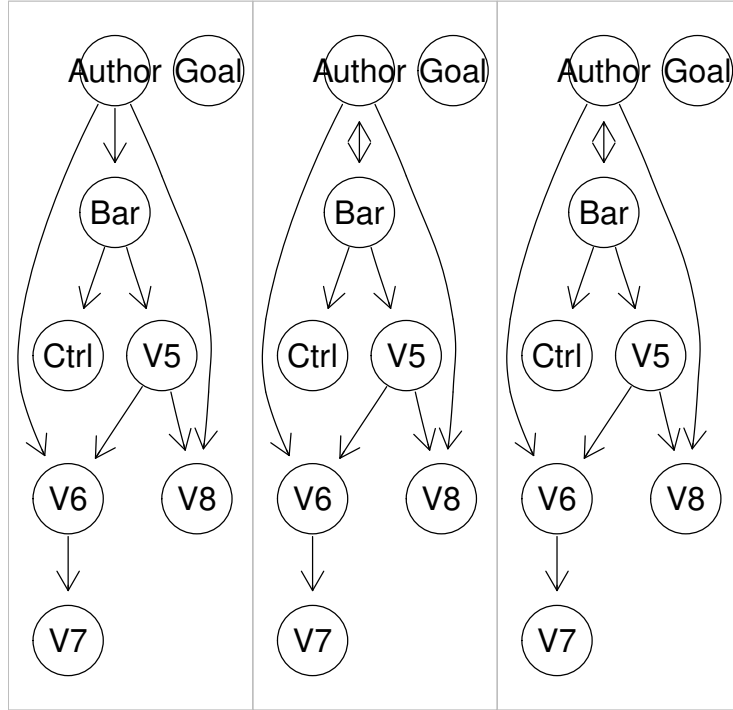 Author Goal Author Goal Author Goal
Bar Bar Bar
Ctrl V5 Ctrl V5 Ctrl V5
V6 V8 V6 V8 V6 V8
V7 V7 V7